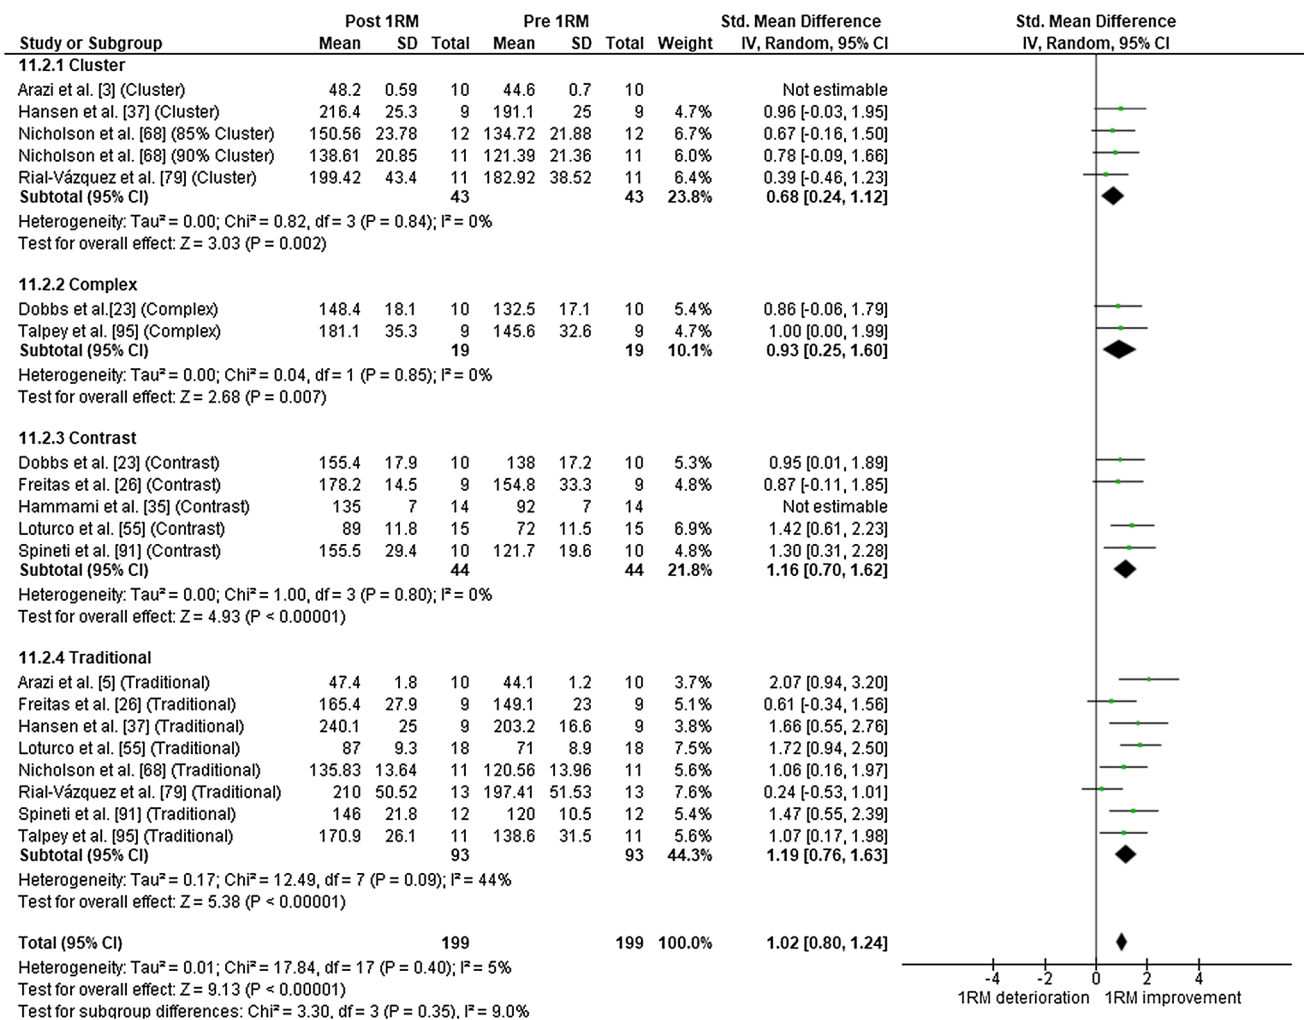 Post 1RM Pre 1RM Std. Mean Difference Std. Mean Difference
Study or Subgroup Mean SD Total Mean SD Total Weight IV, Random, 95% CI IV, Random, 95% CI
11.2.1 Cluster
Arazi et al. [3] (Cluster) 48.2 0.59 10 44.6 0.7 10 Not estimable
Hansen et al. [37] (Cluster) 216.4 25.3 9 191.1 25 9 4.7% 0.96 [-0.03, 1.95]
Nicholson et al. [68] (85% Cluster) 150.56 23.78 12 134.72 21.88 12 6.7% 0.67 [-0.16, 1.50]
Nicholson et al. [68] (90% Cluster) 138.61 20.85 11 121.39 21.36 11 6.0% 0.78 [-0.09, 1.66]
Rial-Vázquez et al. [79] (Cluster) 199.42 43.4 11 182.92 38.52 11 6.4% 0.39 [-0.46, 1.23]
Subtotal (95% CI) 43 43 23.8% 0.68 [0.24, 1.12]
Heterogeneity: Tau² = 0.00; Chi² = 0.82, df = 3 (P = 0.84); I² = 0%
Test for overall effect: Z = 3.03 (P = 0.002)
11.2.2 Complex
Dobbs et al.[23] (Complex) 148.4 18.1 10 132.5 17.1 10 5.4% 0.86 [-0.06, 1.79]
Talpey et al. [95] (Complex) 181.1 35.3 9 145.6 32.6 9 4.7% 1.00 [0.00, 1.99]
Subtotal (95% CI) 19 19 10.1% 0.93 [0.25, 1.60]
Heterogeneity: Tau² = 0.00; Chi² = 0.04, df = 1 (P = 0.85); I² = 0%
Test for overall effect: Z = 2.68 (P = 0.007)
11.2.3 Contrast
Dobbs et al. [23] (Contrast) 155.4 17.9 10 138 17.2 10 5.3% 0.95 [0.01, 1.89]
Freitas et al. [26] (Contrast) 178.2 14.5 9 154.8 33.3 9 4.8% 0.87 [-0.11, 1.85]
Hammami et al. [35] (Contrast) 135 7 14 92 7 14 Not estimable
Loturco et al. [55] (Contrast) 89 11.8 15 72 11.5 15 6.9% 1.42 [0.61, 2.23]
Spineti et al. [91] (Contrast) 155.5 29.4 10 121.7 19.6 10 4.8% 1.30 [0.31, 2.28]
Subtotal (95% CI) 44 44 21.8% 1.16 [0.70, 1.62]
Heterogeneity: Tau² = 0.00; Chi² = 1.00, df = 3 (P = 0.80); I² = 0%
Test for overall effect: Z = 4.93 (P < 0.00001)
11.2.4 Traditional
Arazi et al. [5] (Traditional) 47.4 1.8 10 44.1 1.2 10 3.7% 2.07 [0.94, 3.20]
Freitas et al. [26] (Traditional) 165.4 27.9 9 149.1 23 9 5.1% 0.61 [-0.34, 1.56]
Hansen et al. [37] (Traditional) 240.1 25 9 203.2 16.6 9 3.8% 1.66 [0.55, 2.76]
Loturco et al. [55] (Traditional) 87 9.3 18 71 8.9 18 7.5% 1.72 [0.94, 2.50]
Nicholson et al. [68] (Traditional) 135.83 13.64 11 120.56 13.96 11 5.6% 1.06 [0.16, 1.97]
Rial-Vázquez et al. [79] (Traditional) 210 50.52 13 197.41 51.53 13 7.6% 0.24 [-0.53, 1.01]
Spineti et al. [91] (Traditional) 146 21.8 12 120 10.5 12 5.4% 1.47 [0.55, 2.39]
Talpey et al. [95] (Traditional) 170.9 26.1 11 138.6 31.5 11 5.6% 1.07 [0.17, 1.98]
Subtotal (95% CI) 93 93 44.3% 1.19 [0.76, 1.63]
Heterogeneity: Tau² = 0.17; Chi² = 12.49, df = 7 (P = 0.09); I² = 44%
Test for overall effect: Z = 5.38 (P < 0.00001)
Total (95% CI) 199 199 100.0% 1.02 [0.80, 1.24]
Heterogeneity: Tau² = 0.01; Chi² = 17.84, df = 17 (P = 0.40); I² = 5%
Test for overall effect: Z = 9.13 (P < 0.00001)
Test for subgroup differences: Chi² = 3.30, df = 3 (P = 0.35), I² = 9.0%
-4 -2 0 2 4
1RM deterioration 1RM improvement